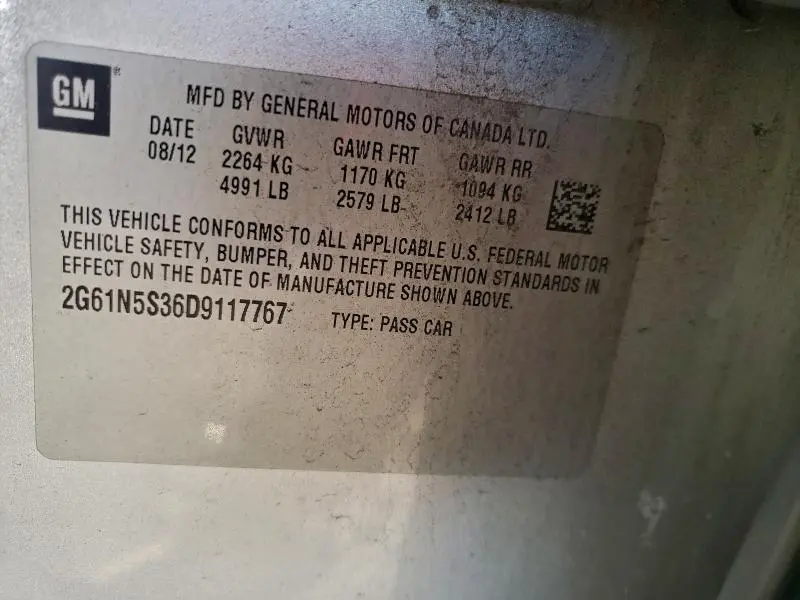 GM
MFD BY GENERAL MOTORS OF CANADA LTD.
DATE GVWR GAWR FRT GAWR RR
08/12 2264 KG 1170 KG 1094 KG
4991 LB 2579 LB 2412 LB
THIS VEHICLE CONFORMS TO ALL APPLICABLE U.S. FEDERAL MOTOR
VEHICLE SAFETY, BUMPER, AND THEFT PREVENTION STANDARDS IN
EFFECT ON THE DATE OF MANUFACTURE SHOWN ABOVE.
2G61N5S36D9117767 TYPE: PASS CAR